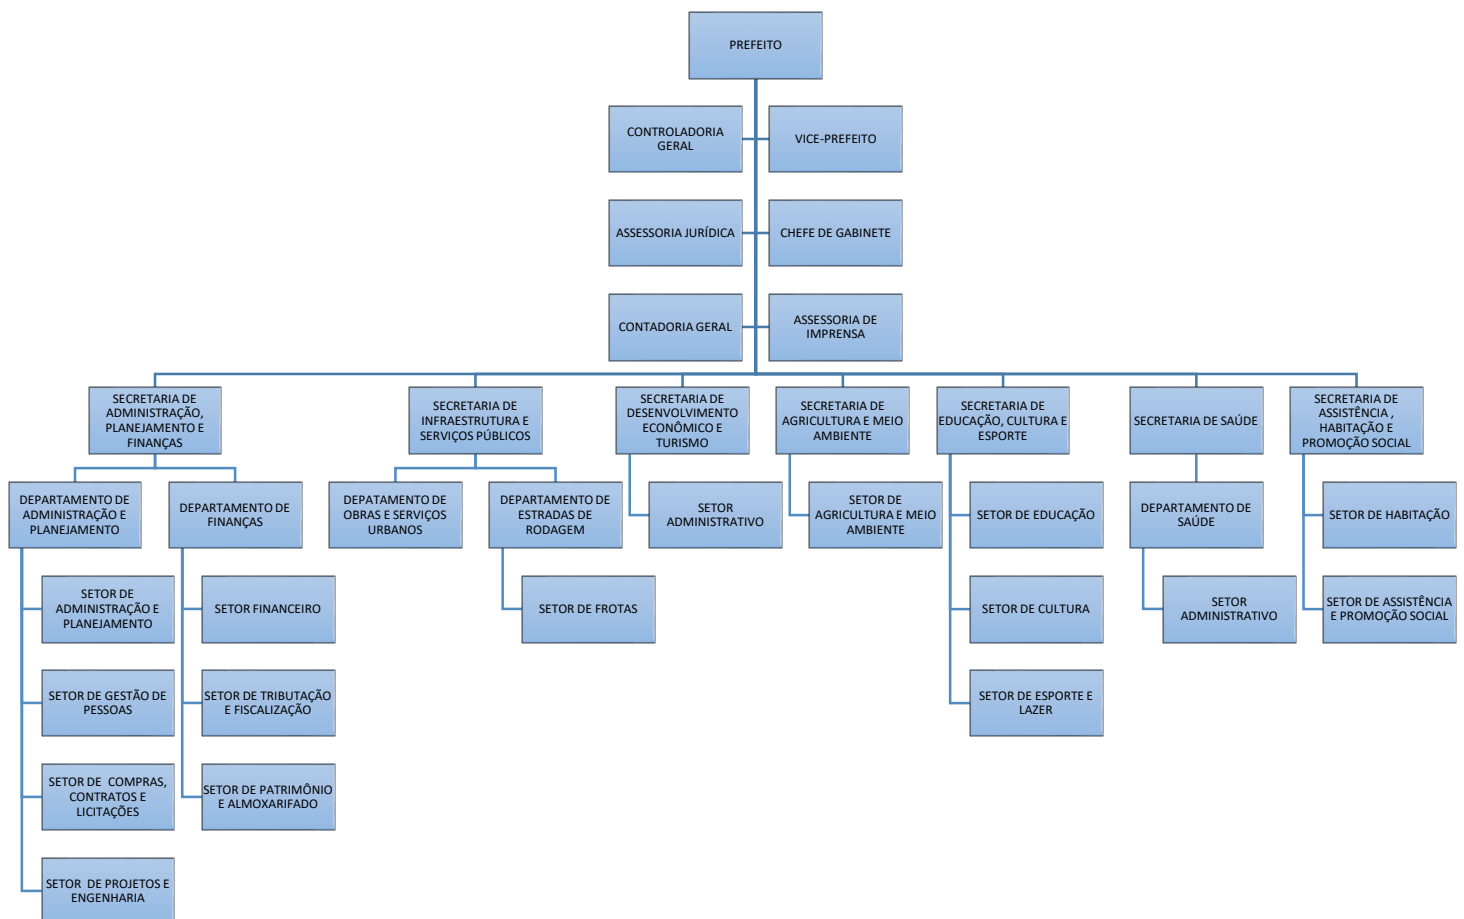 PREFEITO
CONTROLADORIA
GERAL
VICE-PREFEITO
ASSESSORIA JURÍDICA
CHEFE DE GABINETE
CONTADORIA GERAL
ASSESSORIA DE
IMPRENSA
SECRETARIA DE
ADMINISTRAÇÃO,
PLANEJAMENTO E
FINANÇAS
SECRETARIA DE
INFRAESTRUTURA E
SERVIÇOS PÚBLICOS
SECRETARIA DE
DESENVOLVIMENTO
ECONÔMICO E
TURISMO
SECRETARIA DE
AGRICULTURA E MEIO
AMBIENTE
SECRETARIA DE
EDUCAÇÃO, CULTURA E
ESPORTE
SECRETARIA DE SAÚDE
SECRETARIA DE
ASSISTÊNCIA ,
HABITAÇÃO E
PROMOÇÃO SOCIAL
DEPARTAMENTO DE
ADMINISTRAÇÃO E
PLANEJAMENTO
DEPARTAMENTO DE
FINANÇAS
DEPATAMENTO DE
OBRAS E SERVIÇOS
URBANOS
DEPARTAMENTO DE
ESTRADAS DE
RODAGEM
SETOR
ADMINISTRATIVO
SETOR DE
AGRICULTURA E MEIO
AMBIENTE
SETOR DE EDUCAÇÃO
DEPARTAMENTO DE
SAÚDE
SETOR DE HABITAÇÃO
SETOR DE
ADMINISTRAÇÃO E
PLANEJAMENTO
SETOR FINANCEIRO
SETOR DE FROTAS
SETOR DE CULTURA
SETOR
ADMINISTRATIVO
SETOR DE ASSISTÊNCIA
E PROMOÇÃO SOCIAL
SETOR DE GESTÃO DE
PESSOAS
SETOR DE TRIBUTAÇÃO
E FISCALIZAÇÃO
SETOR DE ESPORTE E
LAZER
SETOR DE COMPRAS,
CONTRATOS E
LICITAÇÕES
SETOR DE PATRIMÔNIO
E ALMOXARIFADO
SETOR DE PROJETOS E
ENGENHARIA